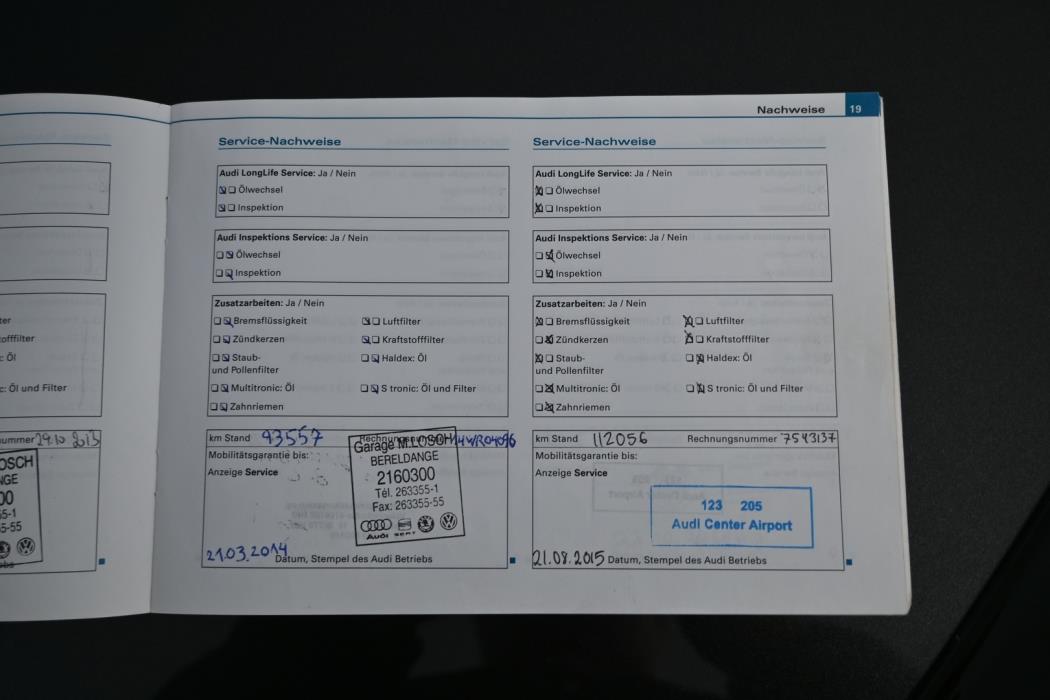 Nachweise 19
ter
offfilter
c: Öl
c: Öl und Filter
nummer 29.10 2013
OSCH
NGE
00
55-1
5-55
Service-Nachweise
Audi LongLife Service: Ja / Nein
Ölwechsel
Inspektion
Audi Inspektions Service: Ja / Nein
Ölwechsel
Inspektion
Zusatzarbeiten: Ja / Nein
Bremsflüssigkeit Luftfilter
Zündkerzen Kraftstofffilter
Staub- Haldex: Öl
und Pollenfilter
Multitronic: Öl S tronic: Öl und Filter
Zahnriemen
km Stand 93557 Rechnungsnummer
Mobilitätsgarantie bis:
Anzeige Service
Garage M.LOSCH
BERELDANGE
2160300
Tél. 263355-1
Fax: 263355-55
Audi SEAT
21.03.2014 Datum, Stempel des Audi Betriebs
Service-Nachweise
Audi LongLife Service: Ja / Nein
Ölwechsel
Inspektion
Audi Inspektions Service: Ja / Nein
Ölwechsel
Inspektion
Zusatzarbeiten: Ja / Nein
Bremsflüssigkeit Luftfilter
Zündkerzen Kraftstofffilter
Staub- Haldex: Öl
und Pollenfilter
Multitronic: Öl S tronic: Öl und Filter
Zahnriemen
km Stand 112056 Rechnungsnummer 7543137
Mobilitätsgarantie bis:
Anzeige Service
123 205
Audi Center Airport
21.08.2015 Datum, Stempel des Audi Betriebs